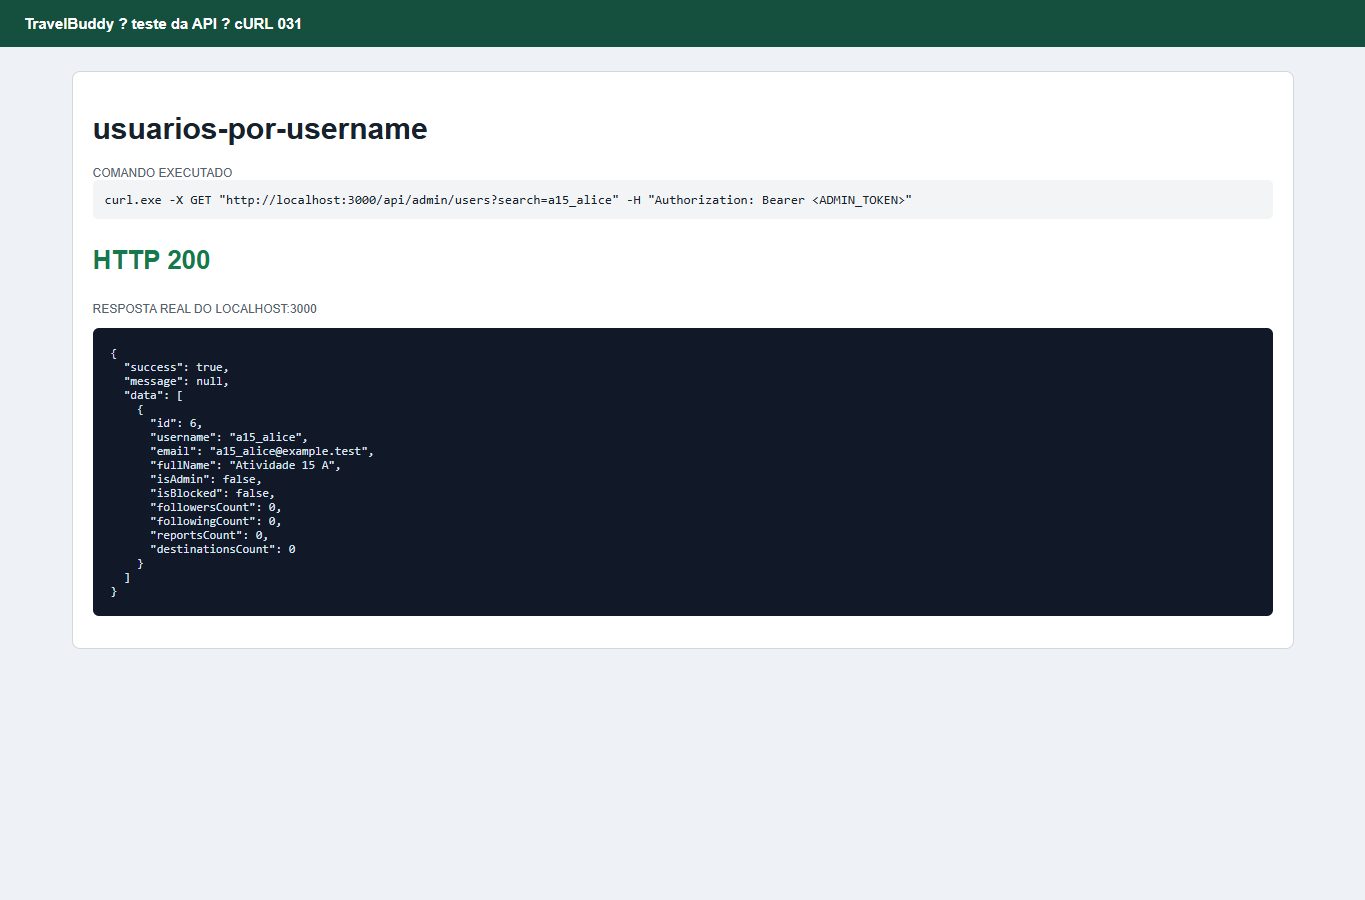 TravelBuddy ? teste da API ? cURL 031
usuarios-por-username
COMANDO EXECUTADO
curl.exe -X GET "http://localhost:3000/api/admin/users?search=a15_alice" -H "Authorization: Bearer <ADMIN_TOKEN>"
HTTP 200
RESPOSTA REAL DO LOCALHOST:3000
{
  "success": true,
  "message": null,
  "data": [
    {
      "id": 6,
      "username": "a15_alice",
      "email": "a15_alice@example.test",
      "fullName": "Atividade 15 A",
      "isAdmin": false,
      "isBlocked": false,
      "followersCount": 0,
      "followingCount": 0,
      "reportsCount": 0,
      "destinationsCount": 0
    }
  ]
}